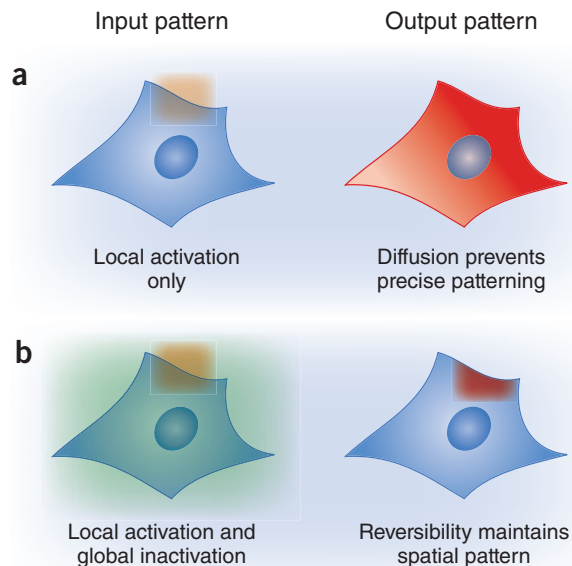 Input pattern
Output pattern
a
Local activation
only
Diffusion prevents
precise patterning
b
Local activation and
global inactivation
Reversibility maintains
spatial pattern